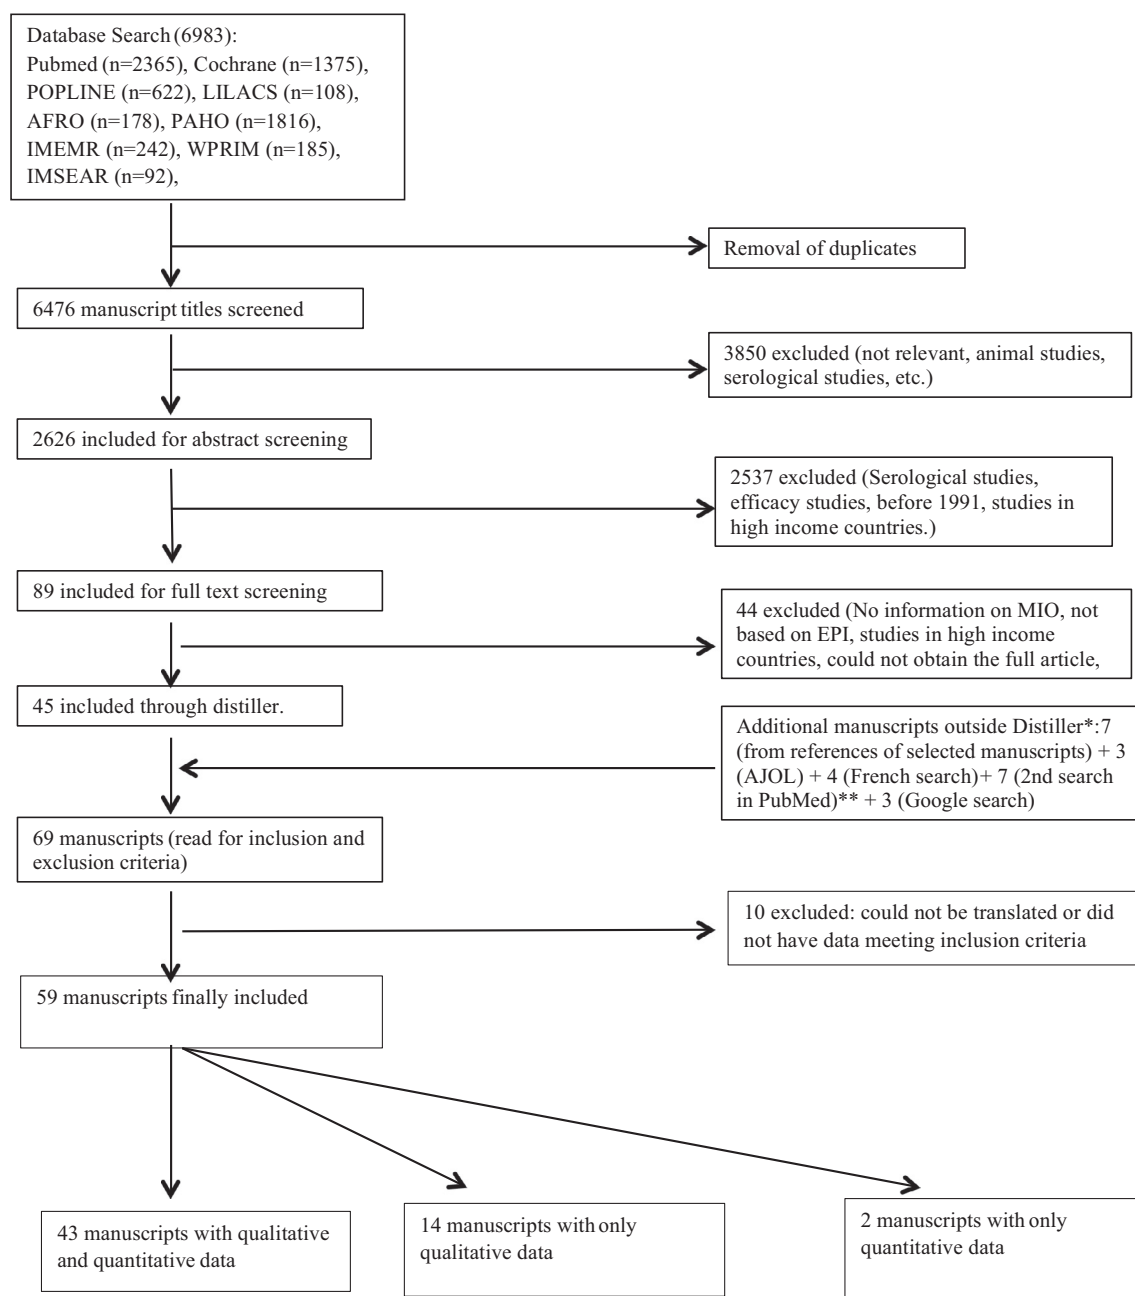 Database Search (6983):
Pubmed (n=2365), Cochrane (n=1375),
POPLINE (n=622), LILACS (n=108),
AFRO (n=178), PAHO (n=1816),
IMEMR (n=242), WPRIM (n=185),
IMSEAR (n=92),
Removal of duplicates
6476 manuscript titles screened
3850 excluded (not relevant, animal studies,
serological studies, etc.)
2626 included for abstract screening
2537 excluded (Serological studies,
efficacy studies, before 1991, studies in
high income countries.)
89 included for full text screening
44 excluded (No information on MIO, not
based on EPI, studies in high income
countries, could not obtain the full article,
45 included through distiller.
Additional manuscripts outside Distiller*:7
(from references of selected manuscripts) + 3
(AJOL) + 4 (French search)+ 7 (2nd search
in PubMed)** + 3 (Google search)
69 manuscripts (read for inclusion and
exclusion criteria)
10 excluded: could not be translated or did
not have data meeting inclusion criteria
59 manuscripts finally included
43 manuscripts with qualitative
and quantitative data
14 manuscripts with only
qualitative data
2 manuscripts with only
quantitative data